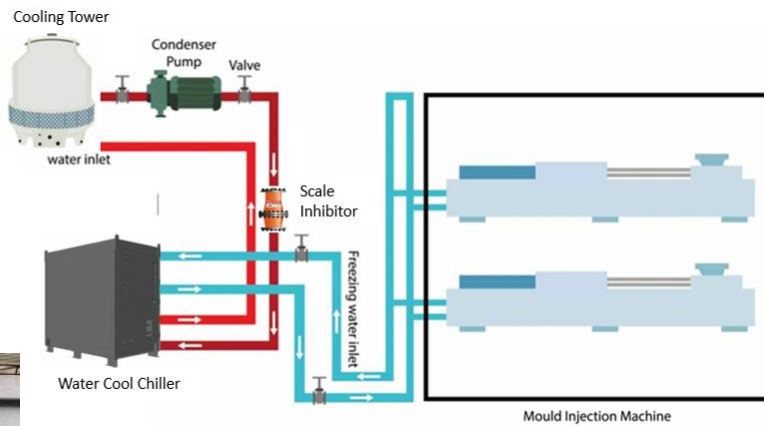 Cooling Tower
Condenser
Pump
Valve
water inlet
Scale
Inhibitor
Freezing water inlet
Water Cool Chiller
Mould Injection Machine